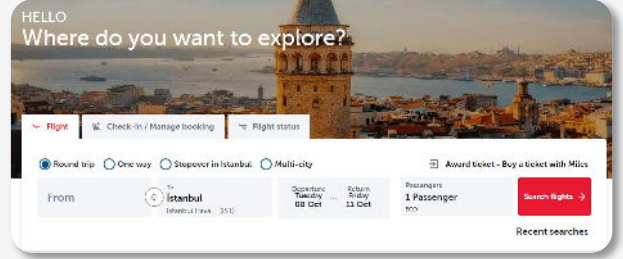 HELLO
Where do you want to explore?
Flight
Check-in / Manage booking
Flight status
Round trip
One way
Stopover in Istanbul
Multi-city
Award ticket - Buy a ticket with Miles
From
To
Istanbul
Departure
Tuesday
08 Oct
Return
Friday
11 Oct
Passengers
1 Passenger
Search flights
Recent searches